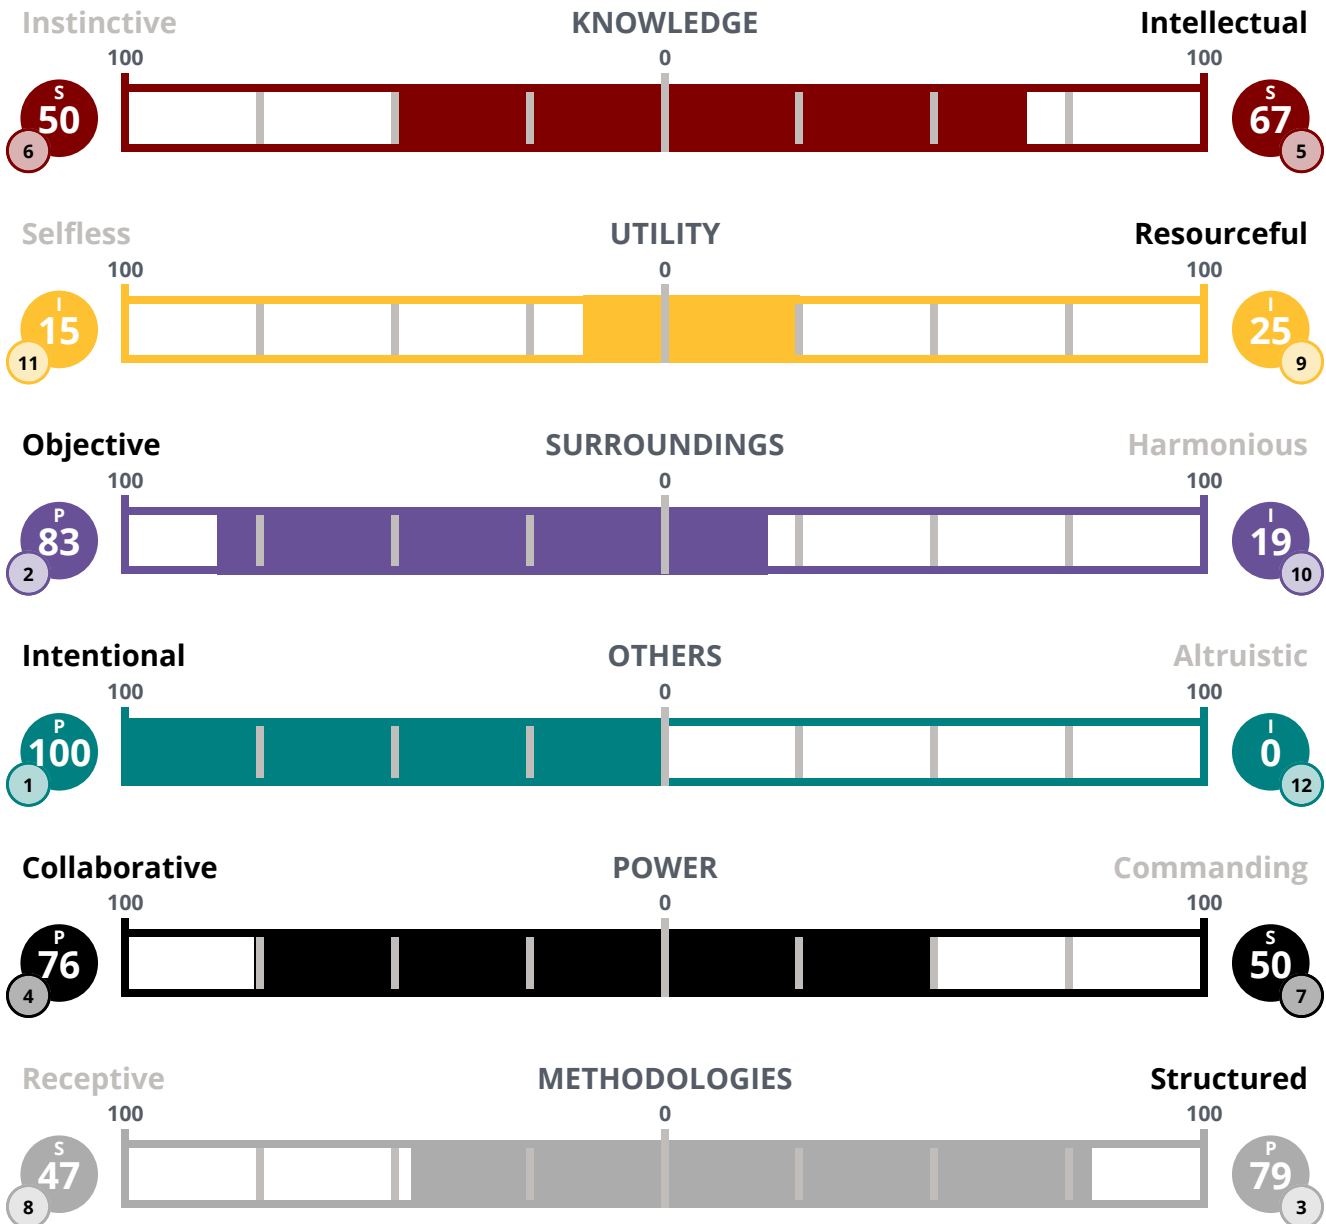 Instinctive KNOWLEDGE Intellectual
100 0 100
S S
50 67
6 5
Selfless UTILITY Resourceful
100 0 100
I I
15 25
11 9
Objective SURROUNDINGS Harmonious
100 0 100
P I
83 19
2 10
Intentional OTHERS Altruistic
100 0 100
P I
100 0
1 12
Collaborative POWER Commanding
100 0 100
P S
76 50
4 7
Receptive METHODOLOGIES Structured
100 0 100
S P
47 79
8 3